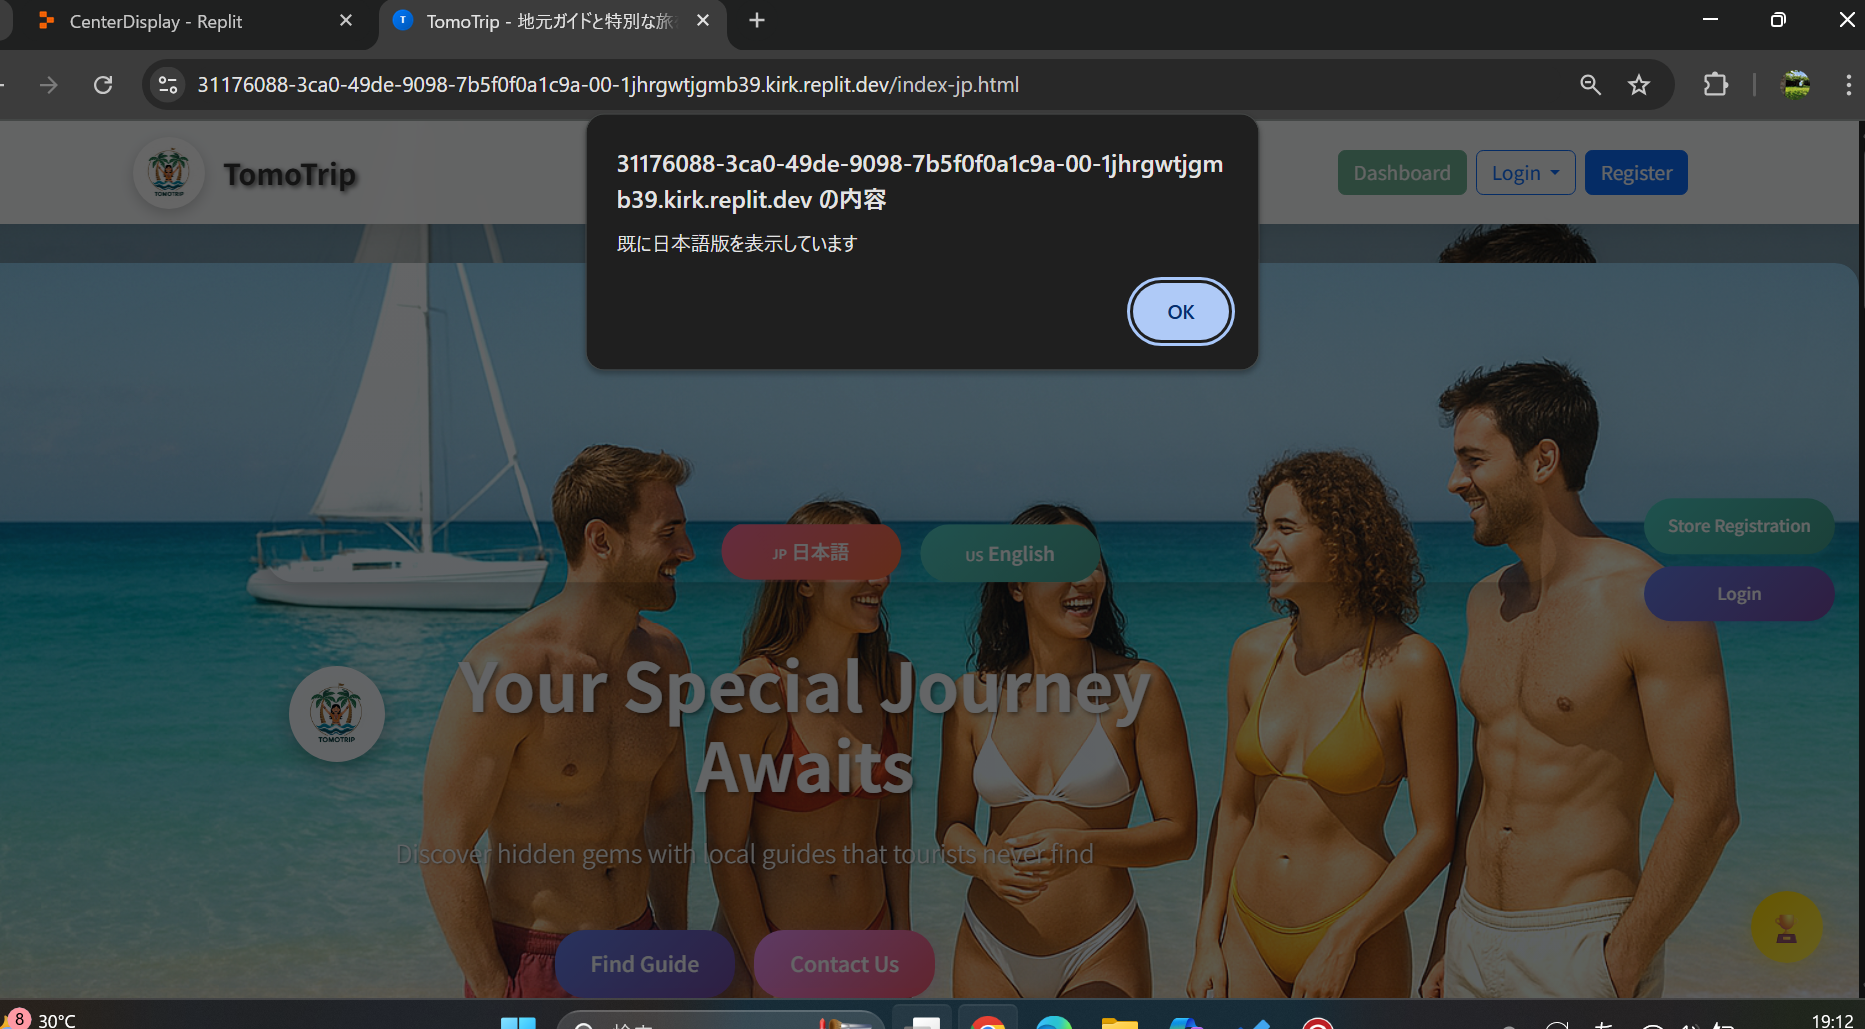 CenterDisplay - Replit
TomoTrip - 地元ガイドと特別な旅
31176088-3ca0-49de-9098-7b5f0f0a1c9a-00-1jhrgwtjgmb39.kirk.replit.dev/index-jp.html
31176088-3ca0-49de-9098-7b5f0f0a1c9a-00-1jhrgwtjgm
b39.kirk.replit.dev の内容
既に日本語版を表示しています
OK
TOMOTRIP
TomoTrip
Dashboard
Login
Register
JP 日本語
US English
Store Registration
Login
TOMOTRIP
Your Special Journey
Awaits
Discover hidden gems with local guides that tourists never find
Find Guide
Contact Us
8
30°C
19:12